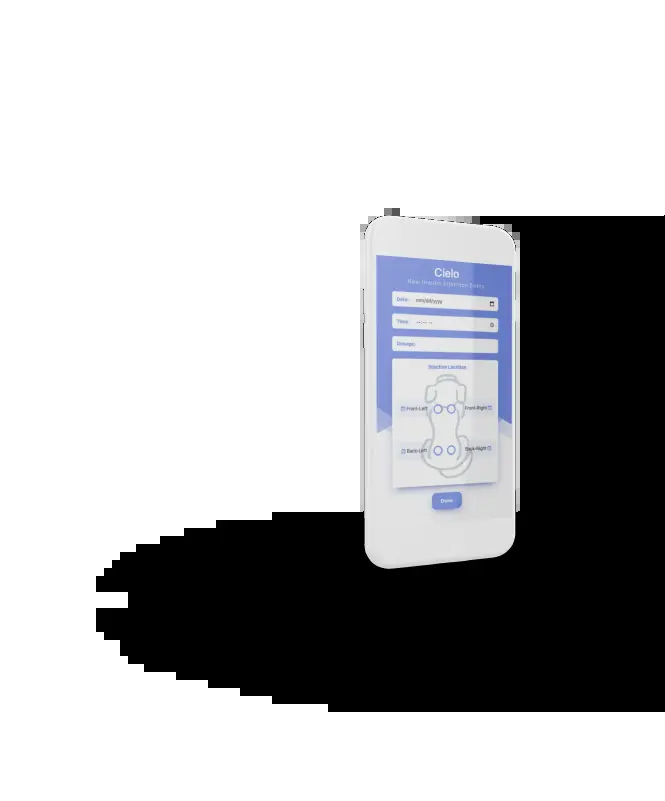 Cielo
New Insulin Injection Entry
Date: mm/dd/yyyy
Time: --:-- --
Dosage:
Injection Location
Front-Left Front-Right
Back-Left Back-Right
Done